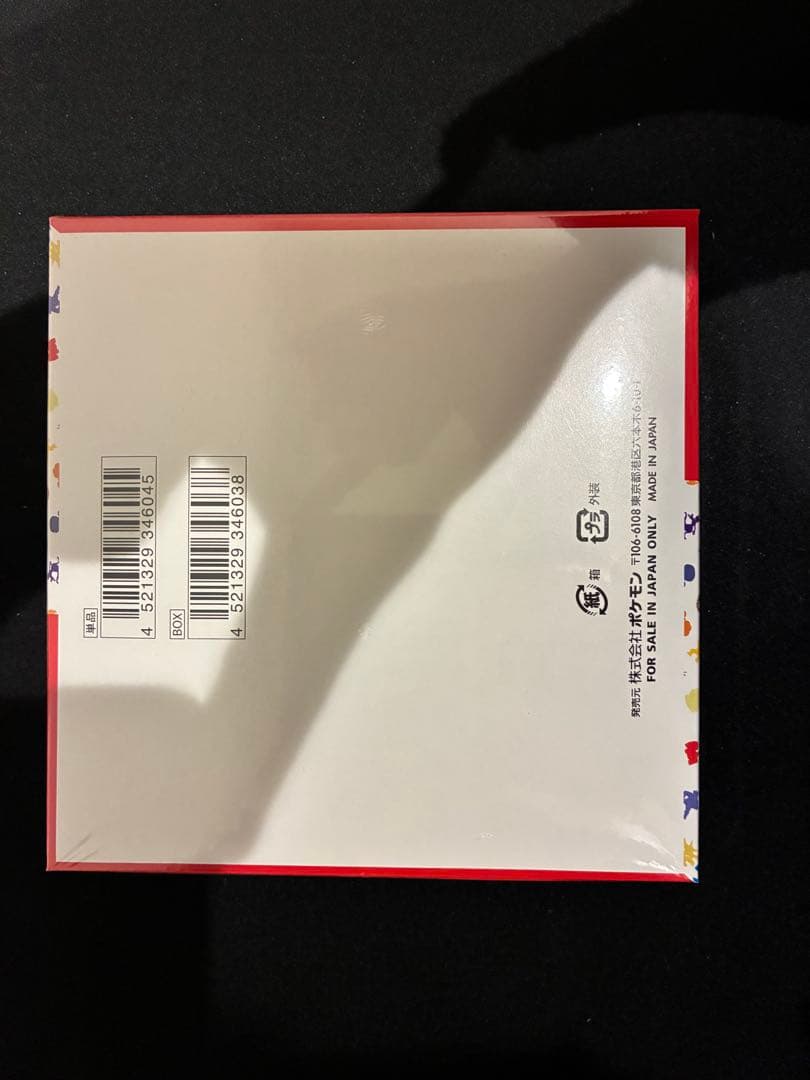 単品
4 521329 346045
BOX
4 521329 346038
紙 箱
プラ 外装
発売元 株式会社 ポケモン 〒106-6108 東京都港区六本木6-10-1
FOR SALE IN JAPAN ONLY MADE IN JAPAN